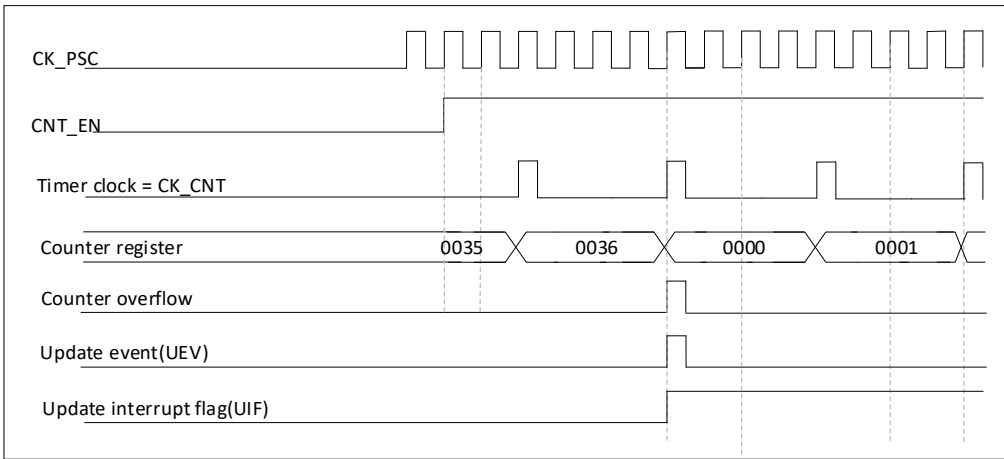 CK_PSC
CNT_EN
Timer clock = CK_CNT
Counter register 0035 0036 0000 0001
Counter overflow
Update event(UEV)
Update interrupt flag(UIF)